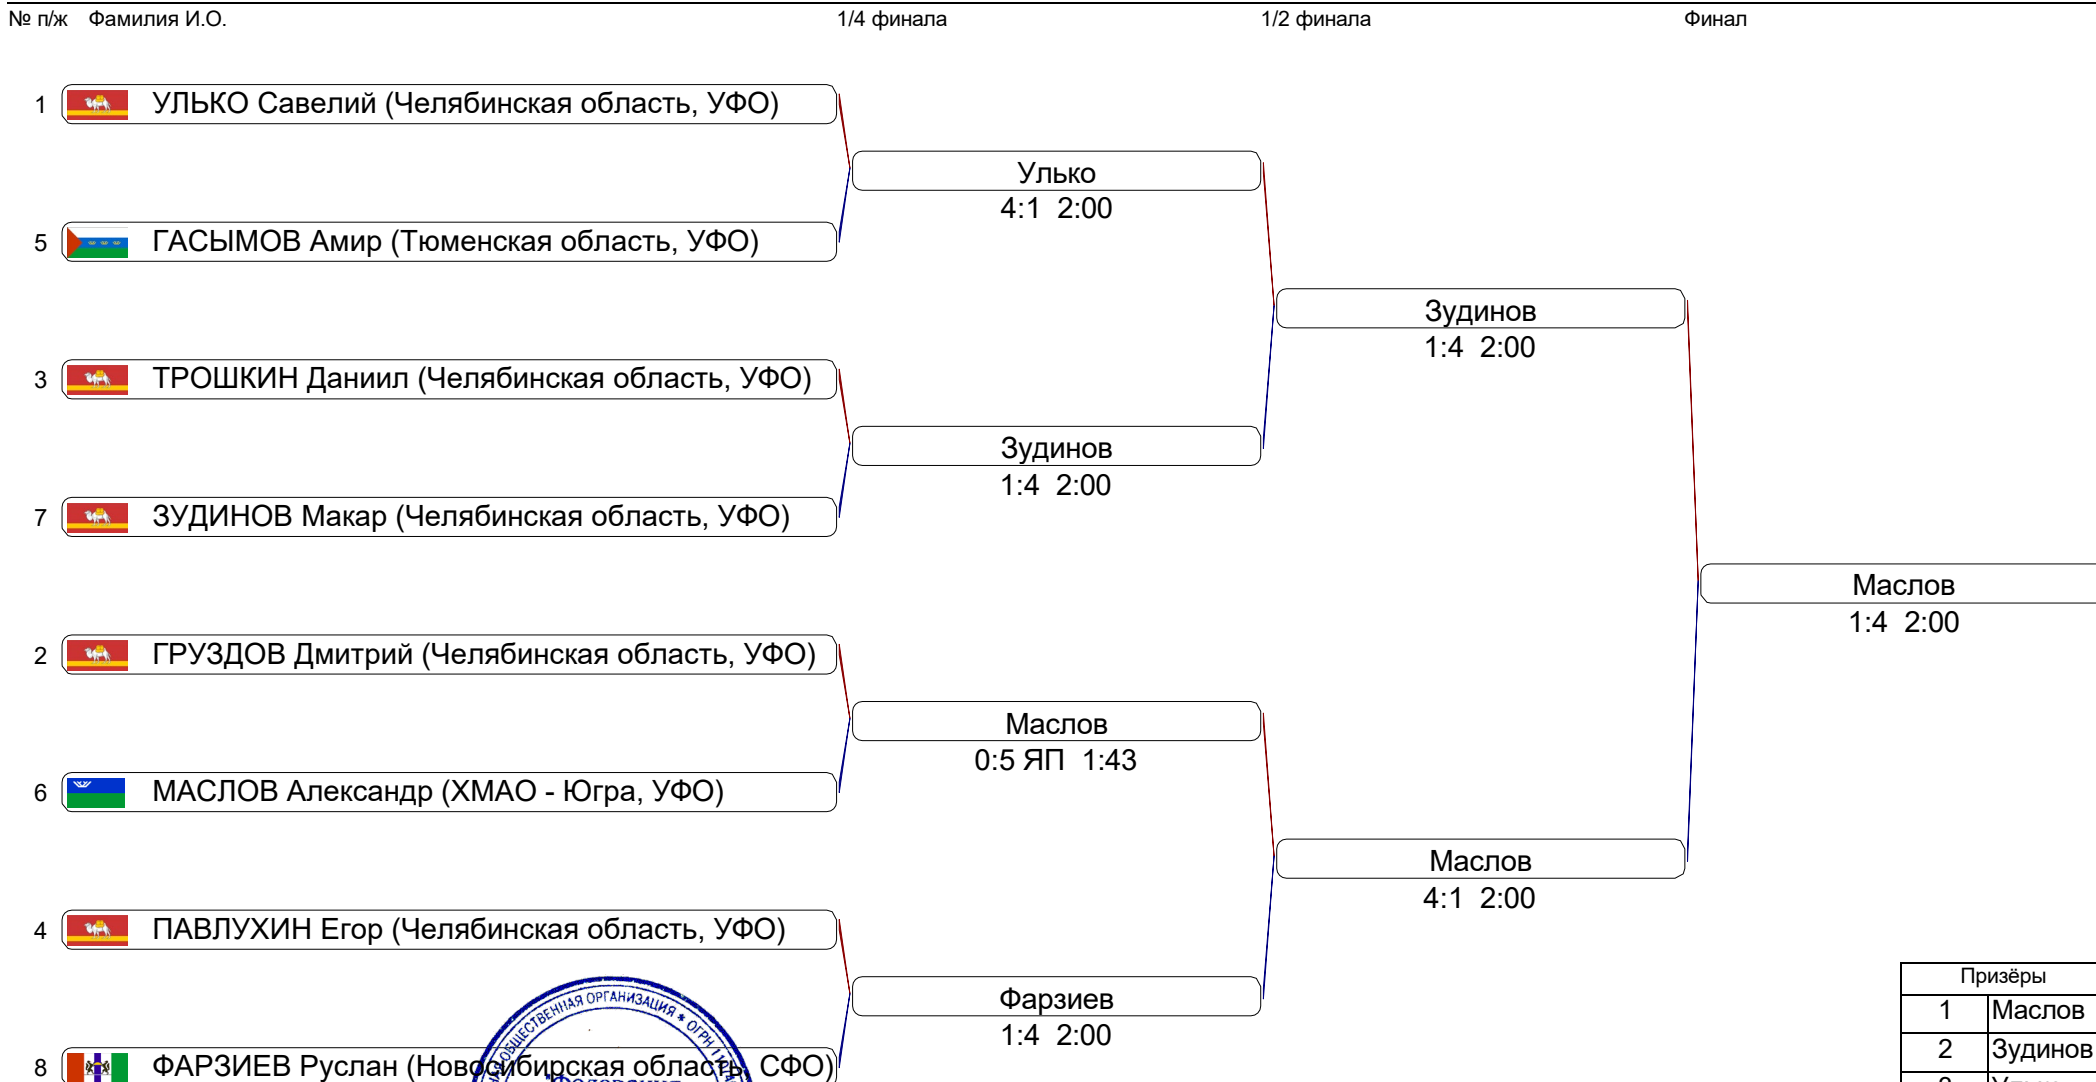 № п/ж Фамилия И.О. 1/4 финала 1/2 финала Финал
1 УЛЬКО Савелий (Челябинская область, УФО)
Улько
4:1 2:00
5 ГАСЫМОВ Амир (Тюменская область, УФО)
Зудинов
1:4 2:00
3 ТРОШКИН Даниил (Челябинская область, УФО)
Зудинов
1:4 2:00
7 ЗУДИНОВ Макар (Челябинская область, УФО)
Маслов
1:4 2:00
2 ГРУЗДОВ Дмитрий (Челябинская область, УФО)
Маслов
0:5 ЯП 1:43
6 МАСЛОВ Александр (ХМАО - Югра, УФО)
Маслов
4:1 2:00
4 ПАВЛУХИН Егор (Челябинская область, УФО)
Фарзиев
1:4 2:00
8 ФАРЗИЕВ Руслан (Новосибирская область, СФО)
ОБЩЕСТВЕННАЯ ОРГАНИЗАЦИЯ * ОГРН
Призёры
1 Маслов
2 Зудинов